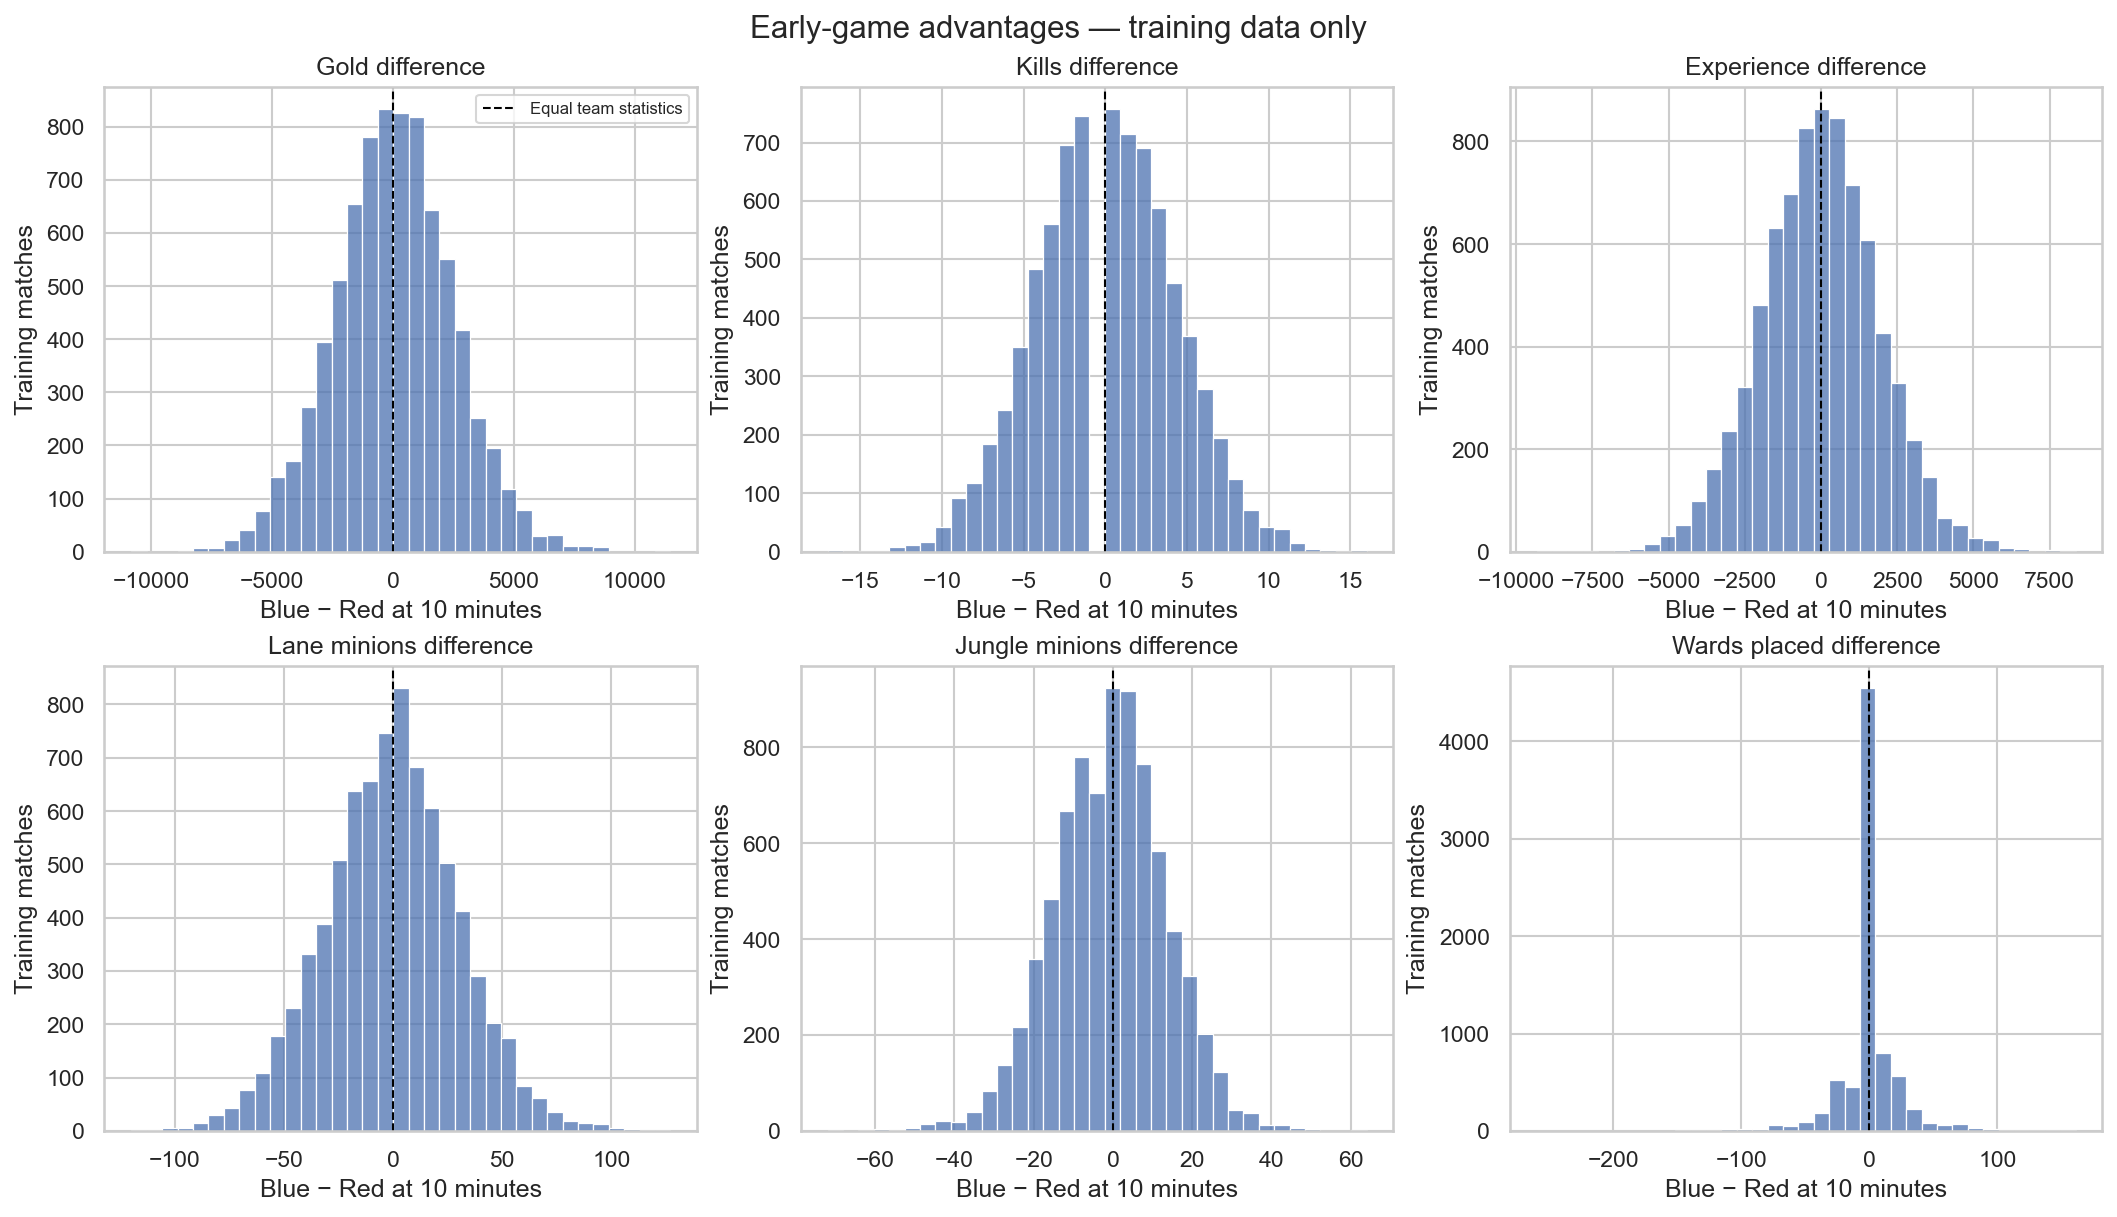 Early-game advantages — training data only
Gold difference
Training matches
800
700
600
500
400
300
200
100
0
Equal team statistics
−10000 −5000 0 5000 10000
Blue − Red at 10 minutes
Kills difference
Training matches
700
600
500
400
300
200
100
0
−15 −10 −5 0 5 10 15
Blue − Red at 10 minutes
Experience difference
Training matches
800
600
400
200
0
−10000 −7500 −5000 −2500 0 2500 5000 7500
Blue − Red at 10 minutes
Lane minions difference
Training matches
800
700
600
500
400
300
200
100
0
−100 −50 0 50 100
Blue − Red at 10 minutes
Jungle minions difference
Training matches
800
600
400
200
0
−60 −40 −20 0 20 40 60
Blue − Red at 10 minutes
Wards placed difference
Training matches
4000
3000
2000
1000
0
−200 −100 0 100
Blue − Red at 10 minutes